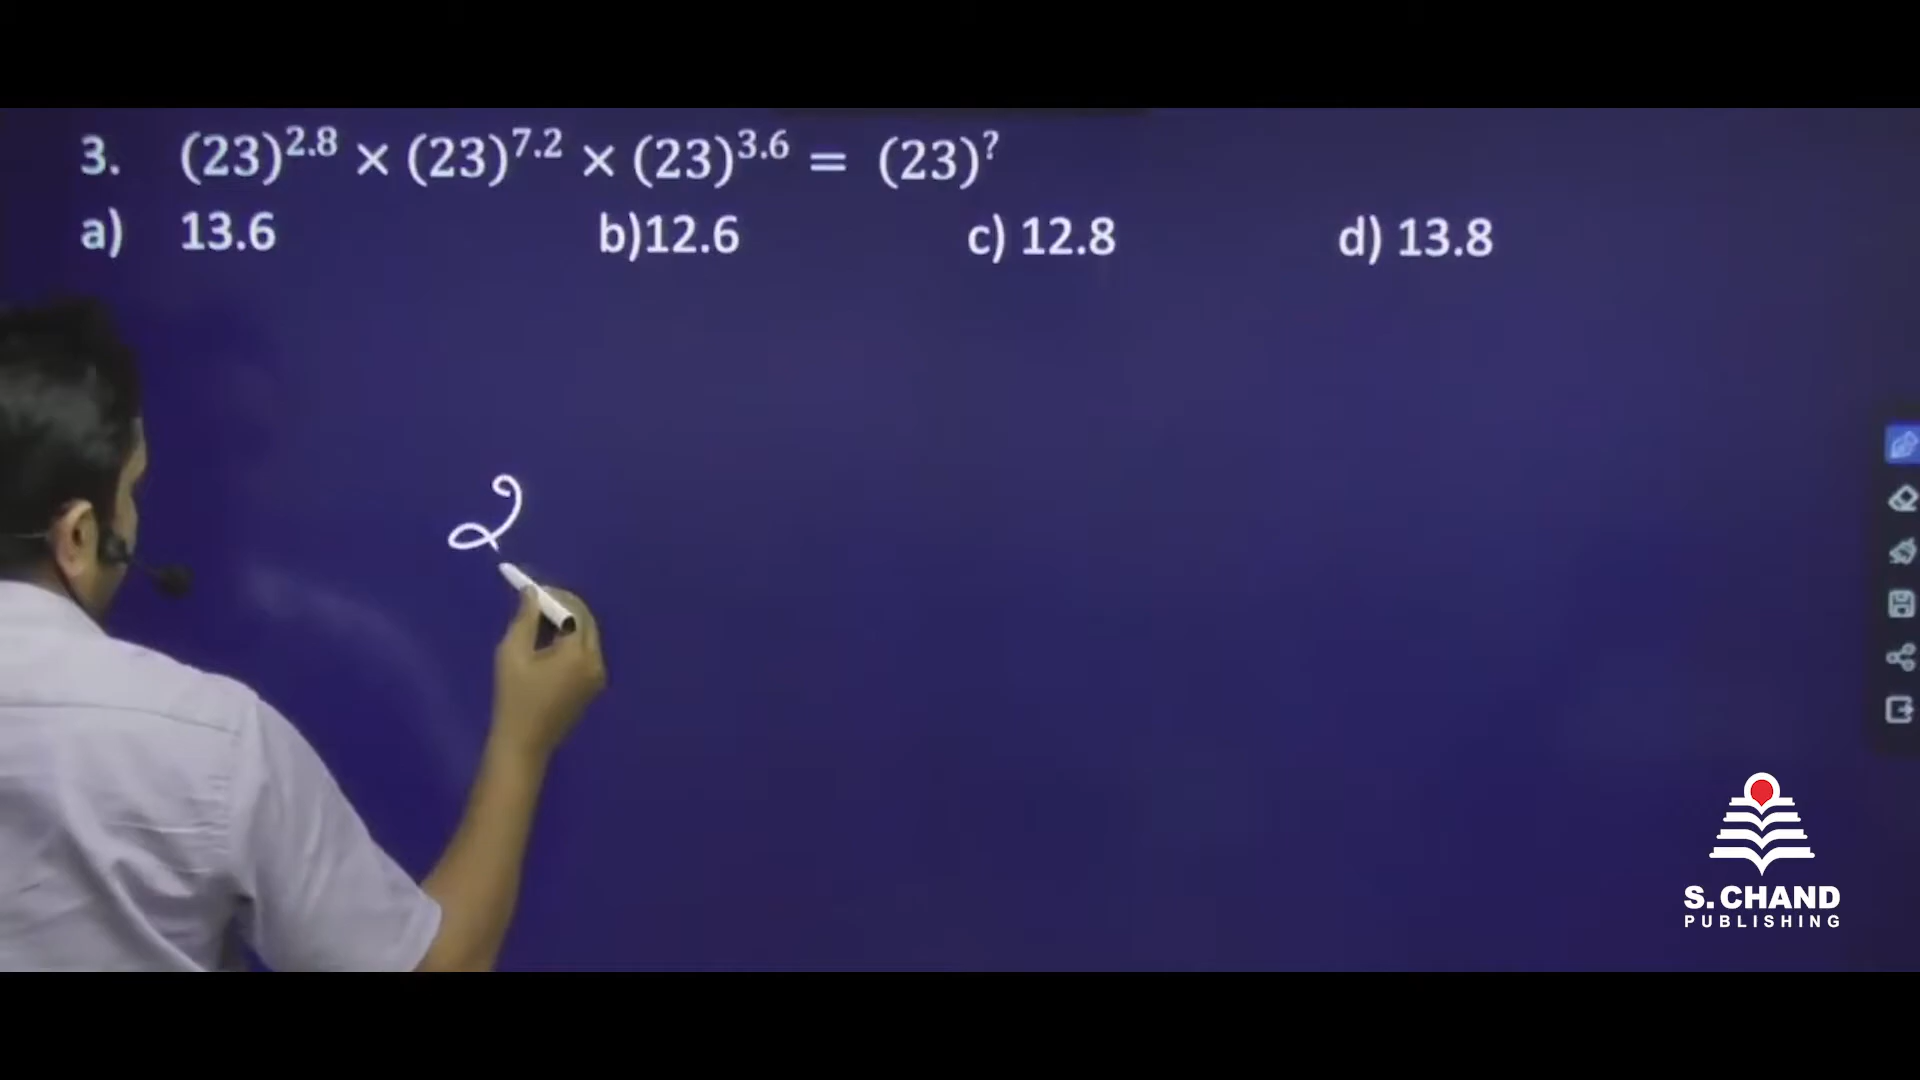 3. (23)^2.8 × (23)^7.2 × (23)^3.6 = (23)^?
a) 13.6 b)12.6 c) 12.8 d) 13.8
2
S. CHAND
PUBLISHING